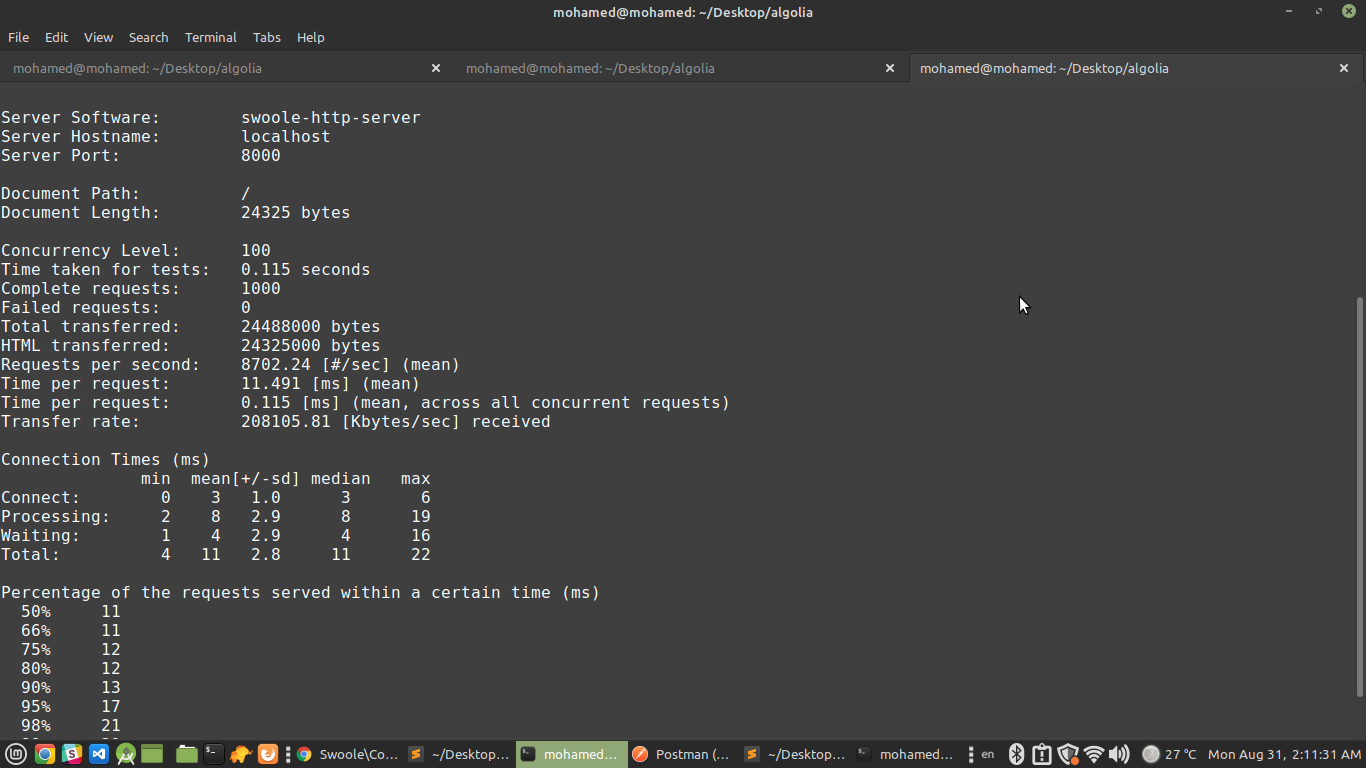 mohamed@mohamed: ~/Desktop/algolia
File Edit View Search Terminal Tabs Help
mohamed@mohamed: ~/Desktop/algolia mohamed@mohamed: ~/Desktop/algolia mohamed@mohamed: ~/Desktop/algolia
Server Software: swoole-http-server
Server Hostname: localhost
Server Port: 8000
Document Path: /
Document Length: 24325 bytes
Concurrency Level: 100
Time taken for tests: 0.115 seconds
Complete requests: 1000
Failed requests: 0
Total transferred: 24488000 bytes
HTML transferred: 24325000 bytes
Requests per second: 8702.24 [#/sec] (mean)
Time per request: 11.491 [ms] (mean)
Time per request: 0.115 [ms] (mean, across all concurrent requests)
Transfer rate: 208105.81 [Kbytes/sec] received
Connection Times (ms)
min mean[+/-sd] median max
Connect: 0 3 1.0 3 6
Processing: 2 8 2.9 8 19
Waiting: 1 4 2.9 4 16
Total: 4 11 2.8 11 22
Percentage of the requests served within a certain time (ms)
50% 11
66% 11
75% 12
80% 12
90% 13
95% 17
98% 21
Swoole\Co... ~/Desktop... mohamed... Postman (... ~/Desktop... mohamed... en 27 °C Mon Aug 31, 2:11:31 AM